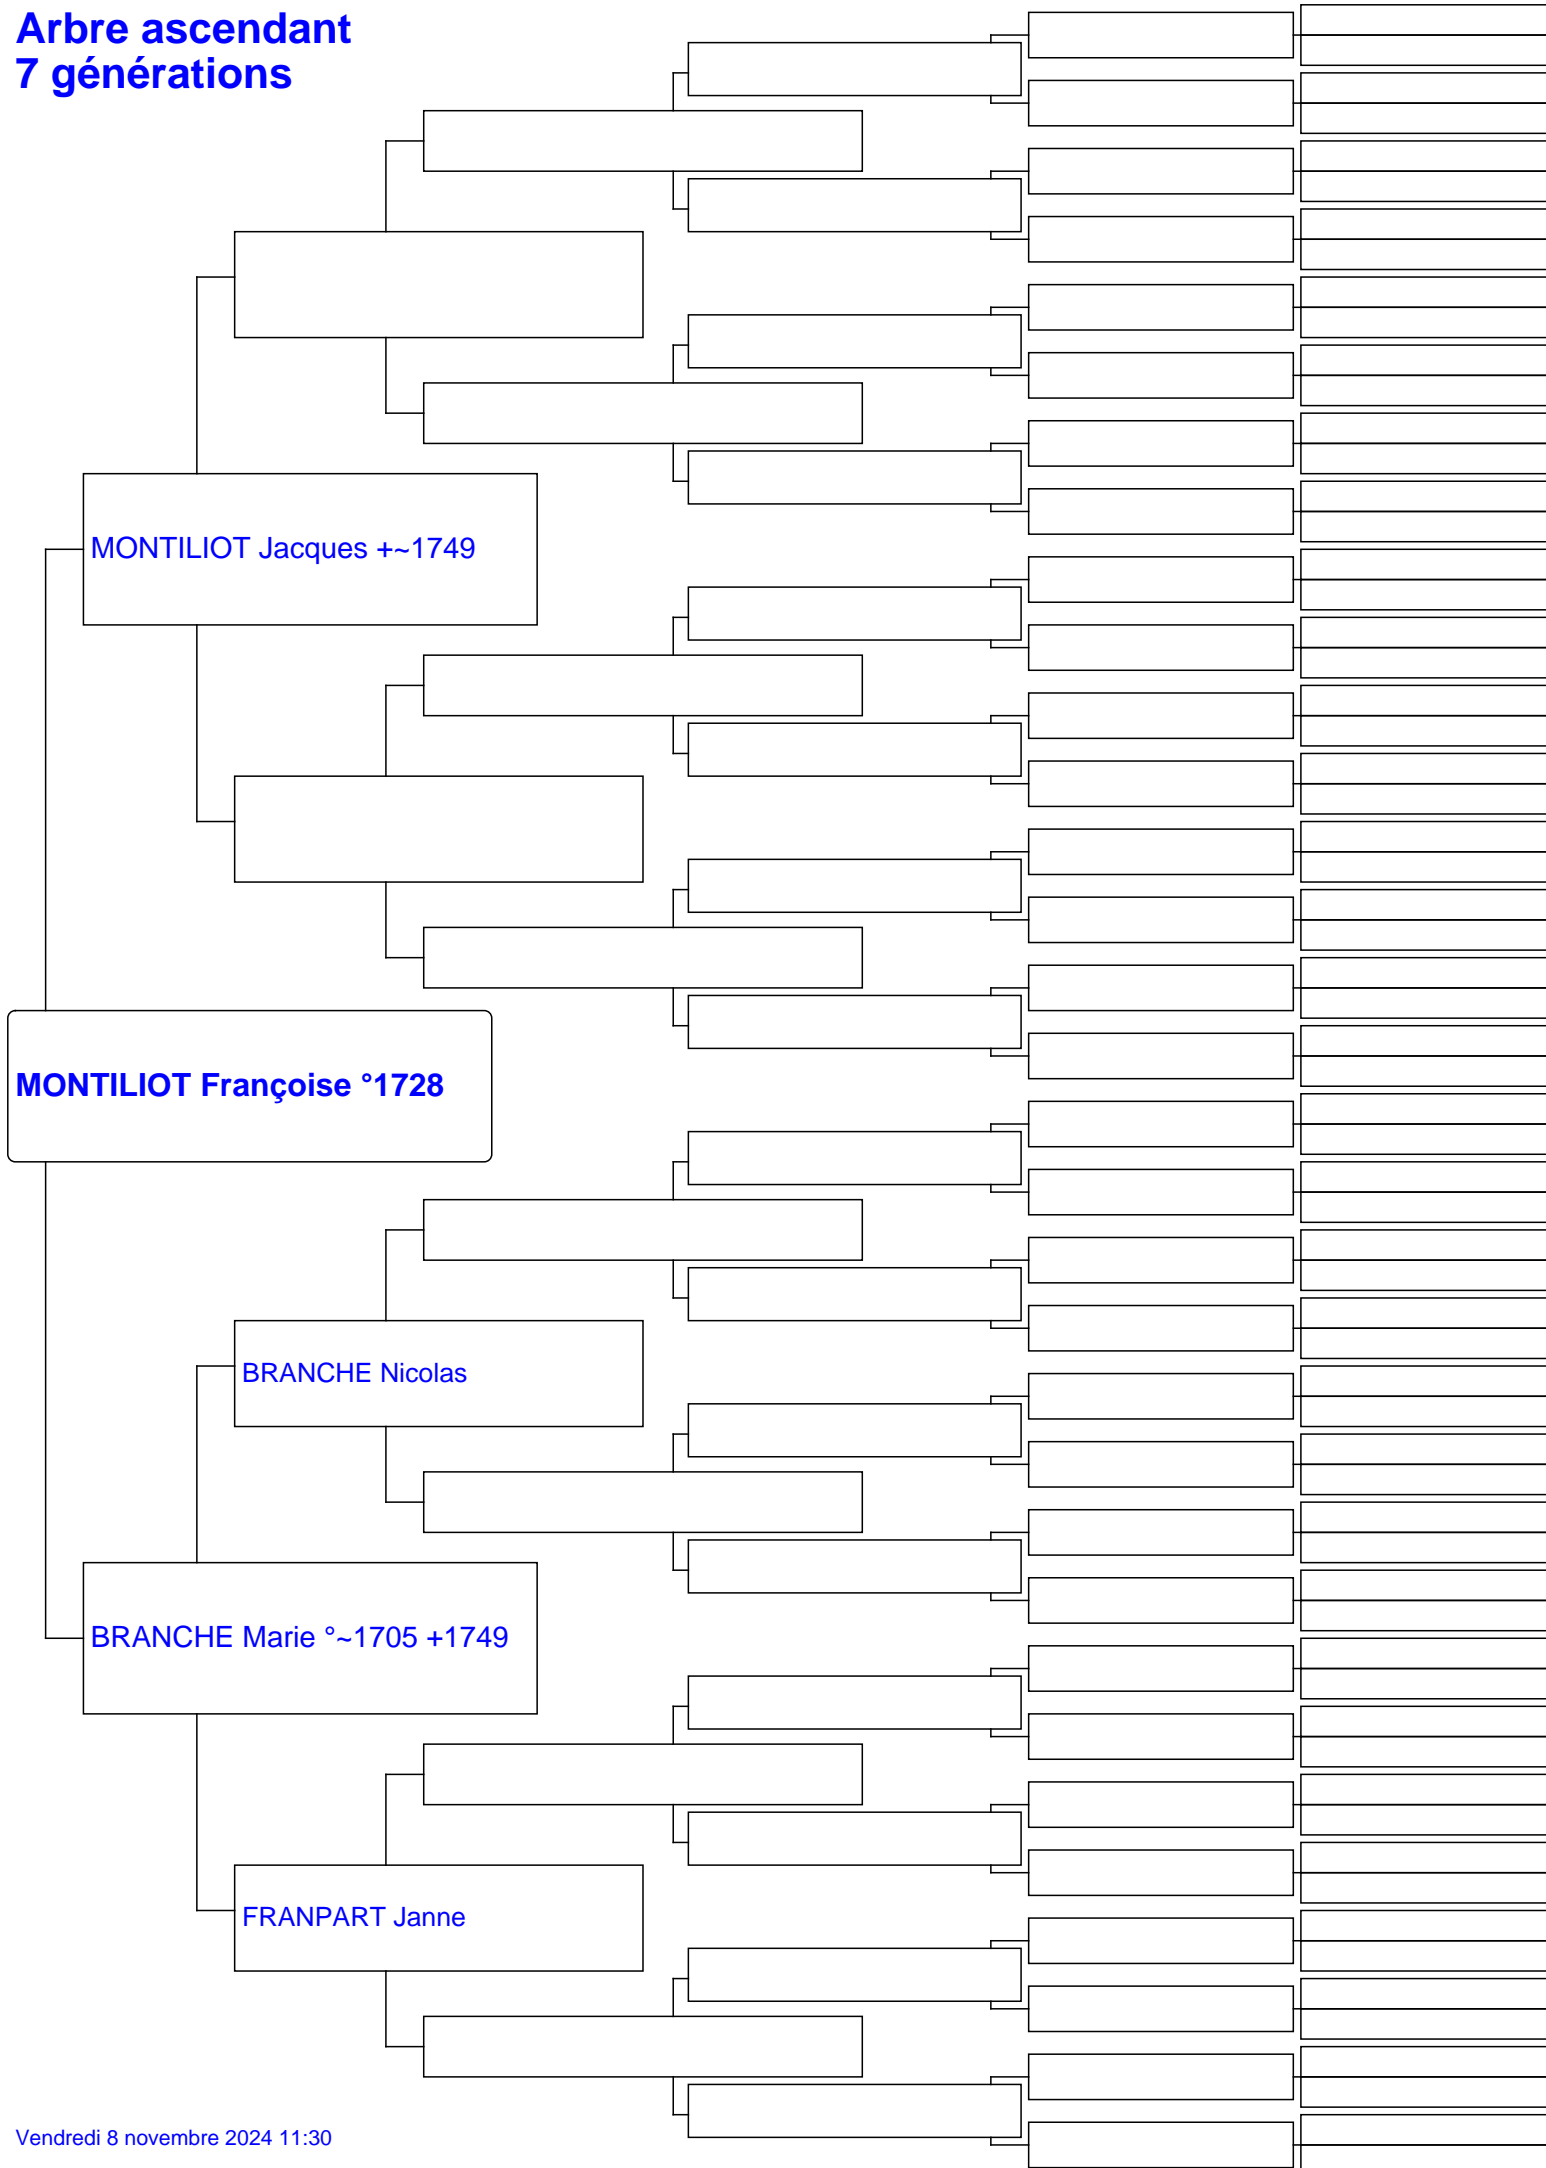 Arbre ascendant
7 générations
MONTILIOT Jacques +~1749
MONTILIOT Françoise °1728
BRANCHE Nicolas
BRANCHE Marie °~1705 +1749
FRANPART Janne
Vendredi 8 novembre 2024 11:30